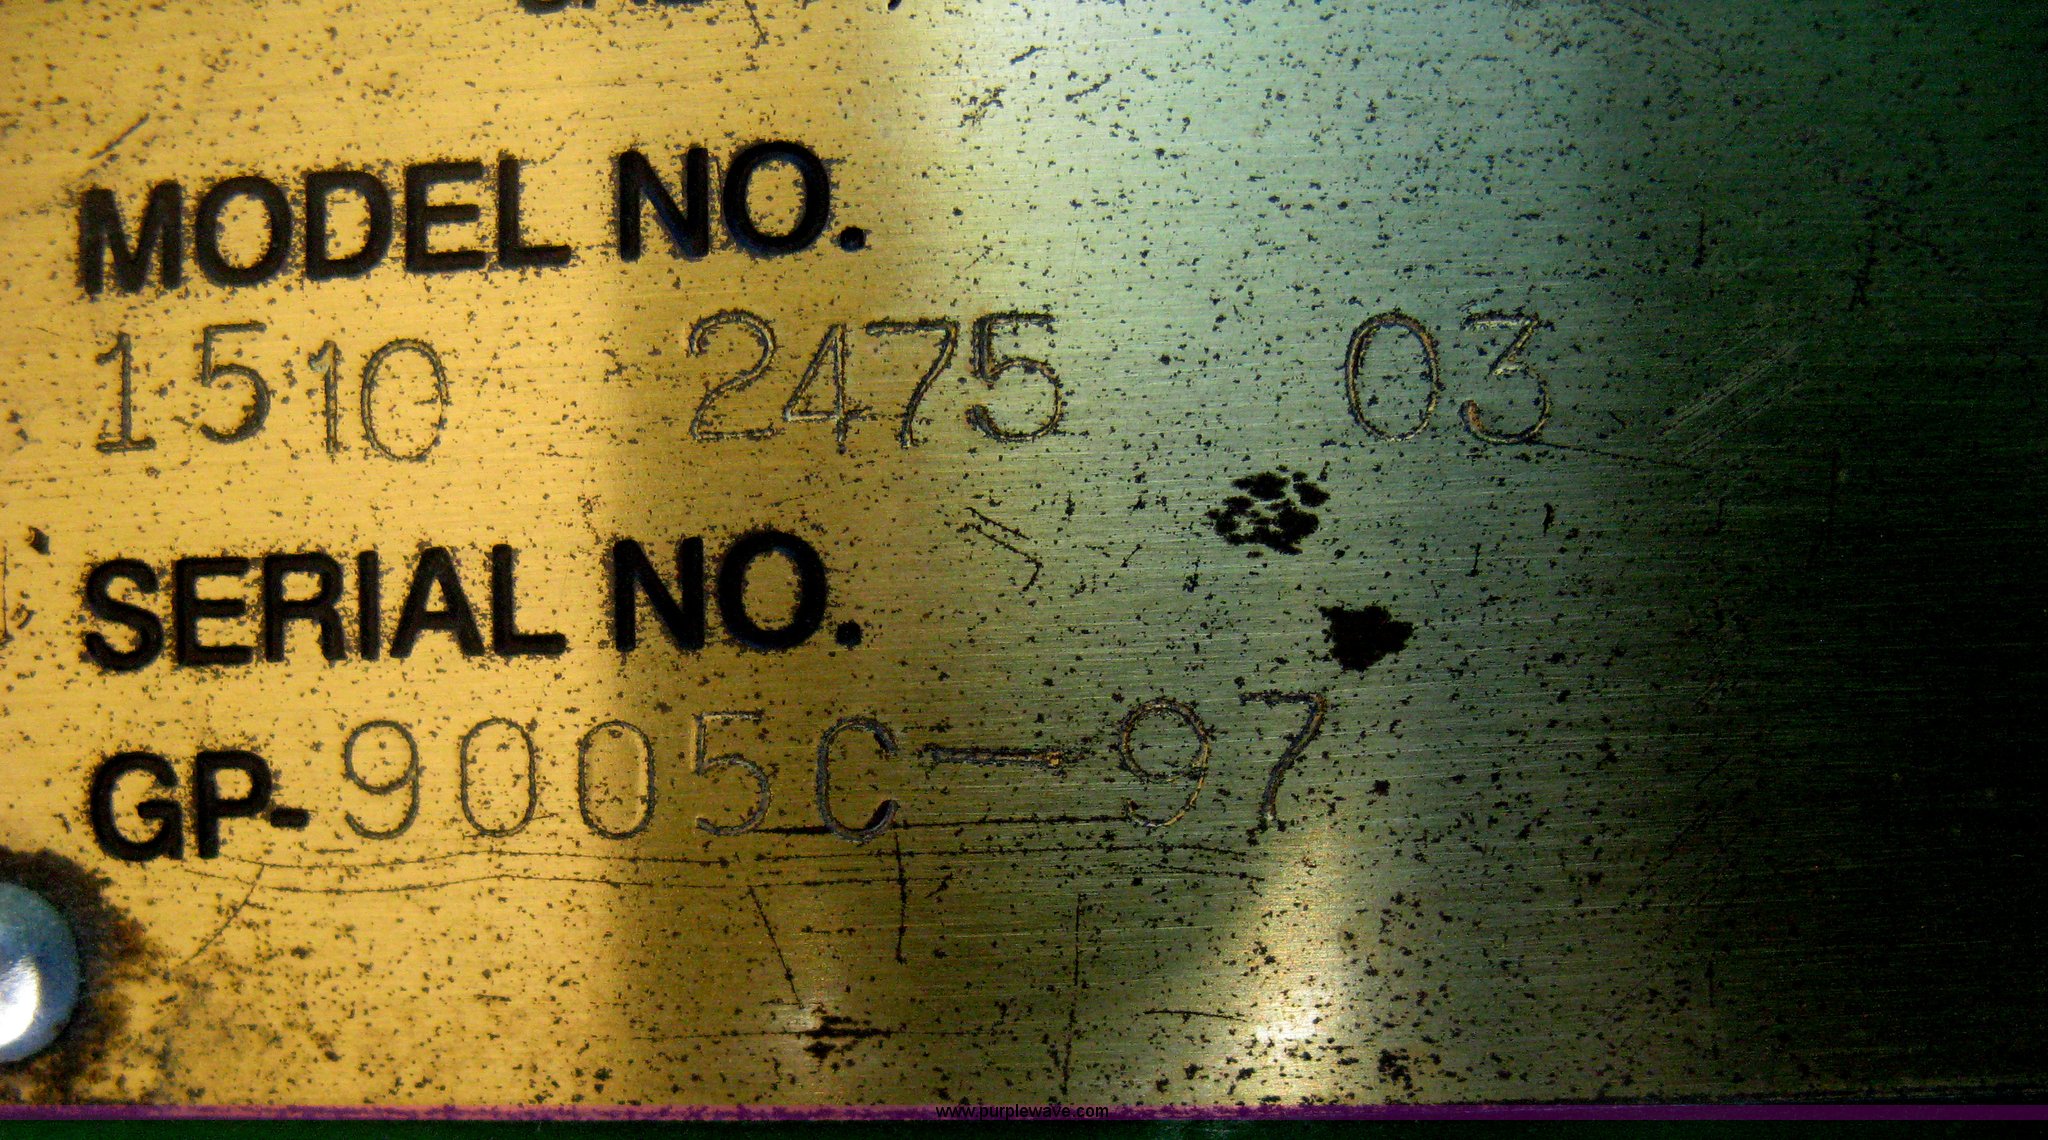 MODEL NO.
1510 2475 03
SERIAL NO.
GP-9005C-97
www.purplewave.com